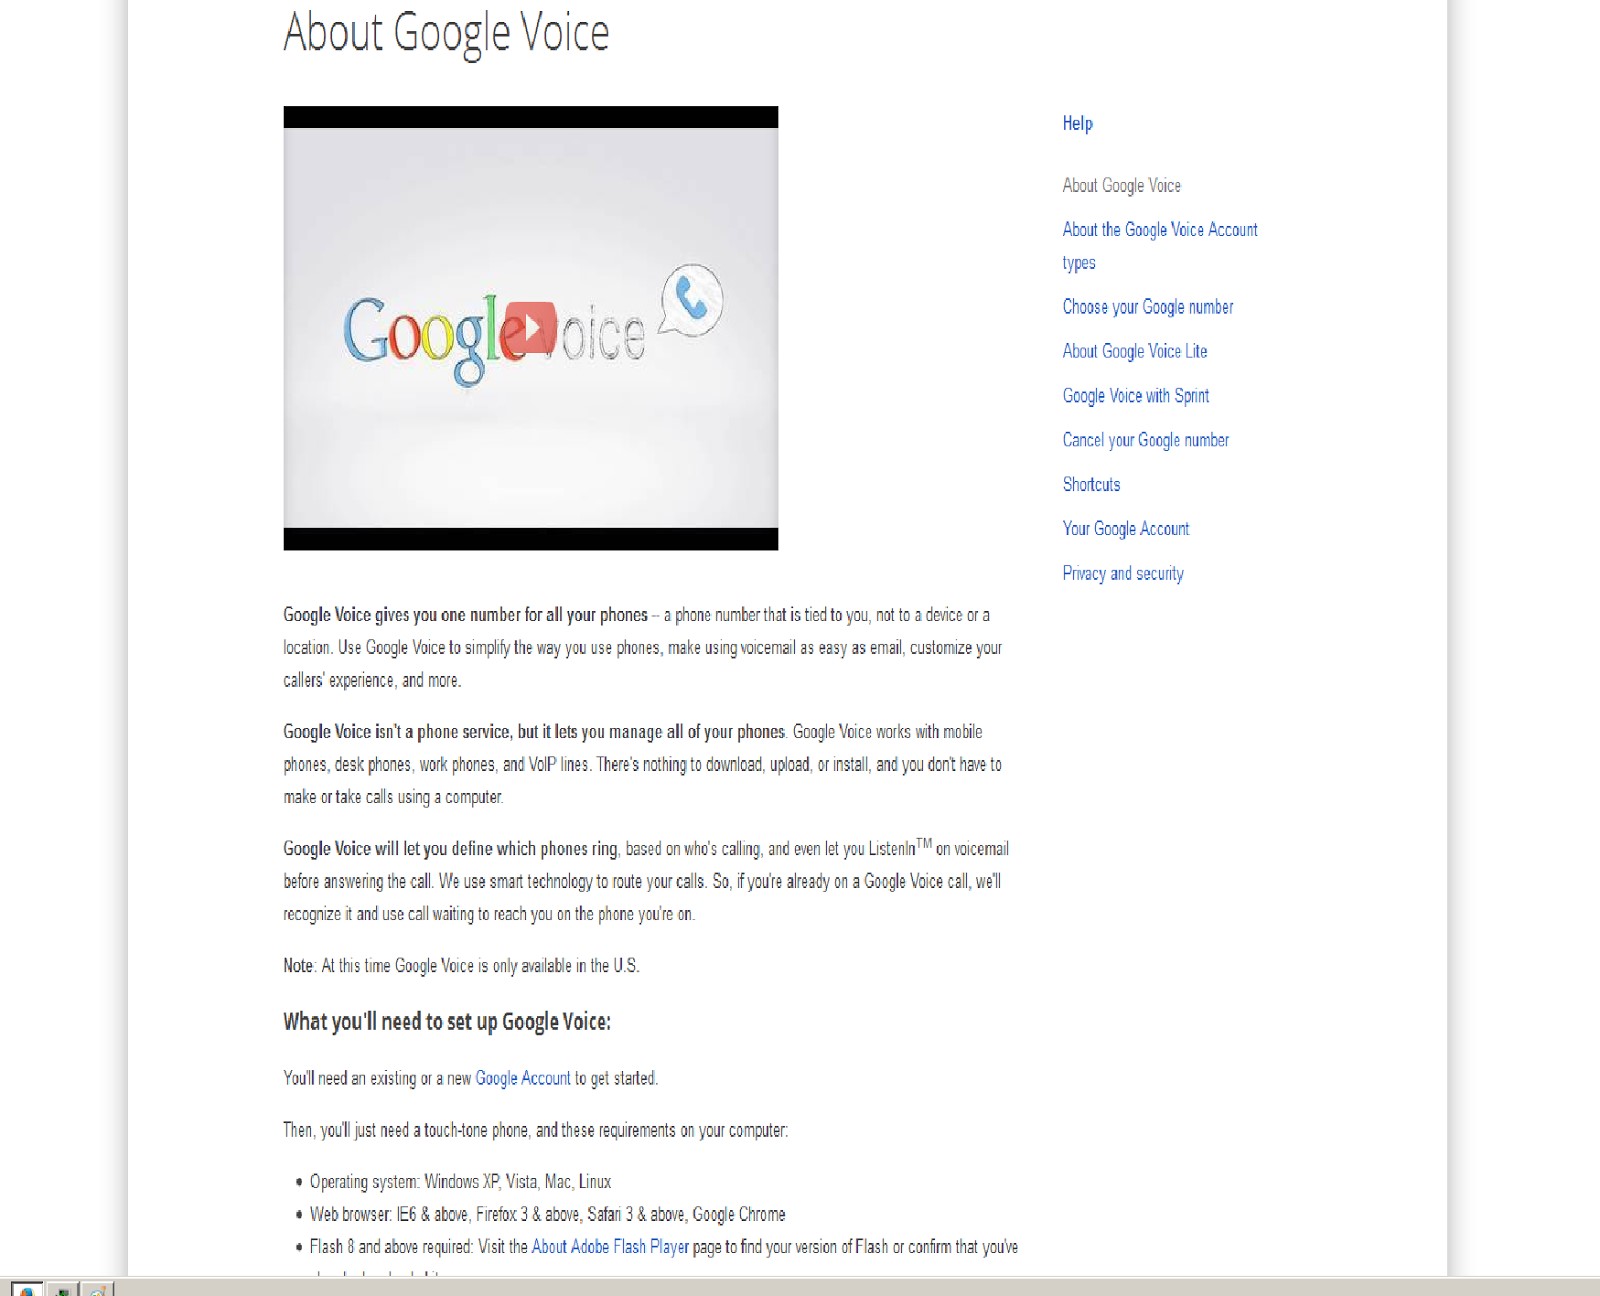 About Google Voice
Google voice
Help
About Google Voice
About the Google Voice Account
types
Choose your Google number
About Google Voice Lite
Google Voice with Sprint
Cancel your Google number
Shortcuts
Your Google Account
Privacy and security
Google Voice gives you one number for all your phones – a phone number that is tied to you, not to a device or a
location. Use Google Voice to simplify the way you use phones, make using voicemail as easy as email, customize your
callers' experience, and more.
Google Voice isn't a phone service, but it lets you manage all of your phones. Google Voice works with mobile
phones, desk phones, work phones, and VoIP lines. There's nothing to download, upload, or install, and you don't have to
make or take calls using a computer.
Google Voice will let you define which phones ring, based on who's calling, and even let you ListenIn™ on voicemail
before answering the call. We use smart technology to route your calls. So, if you're already on a Google Voice call, we'll
recognize it and use call waiting to reach you on the phone you're on.
Note: At this time Google Voice is only available in the U.S.
What you'll need to set up Google Voice:
You'll need an existing or a new Google Account to get started.
Then, you'll just need a touch-tone phone, and these requirements on your computer:
• Operating system: Windows XP, Vista, Mac, Linux
• Web browser: IE6 & above, Firefox 3 & above, Safari 3 & above, Google Chrome
• Flash 8 and above required: Visit the About Adobe Flash Player page to find your version of Flash or confirm that you've